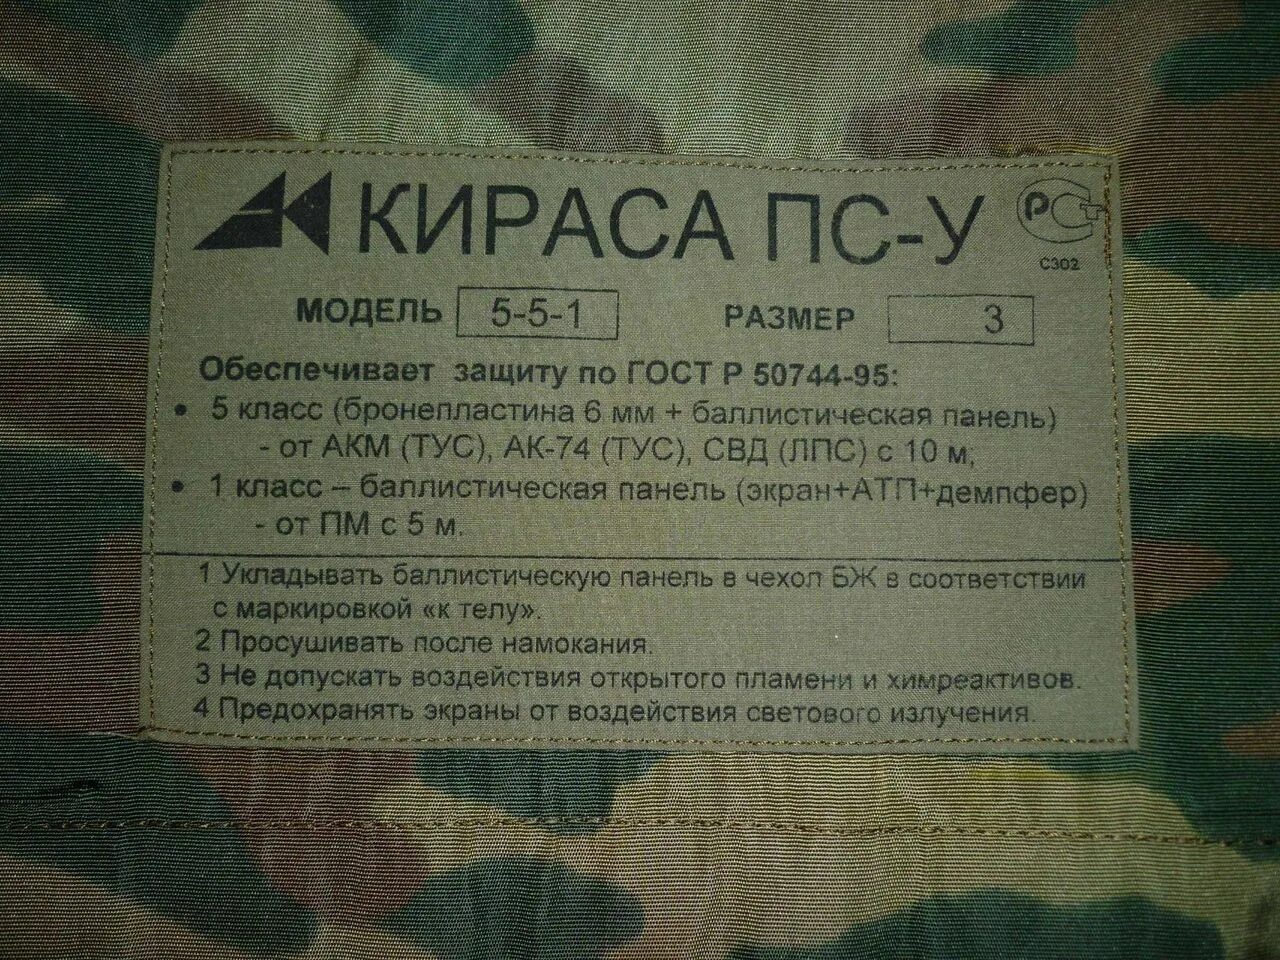 КИРАСА ПС-У
РСТ
С302
МОДЕЛЬ 5-5-1 РАЗМЕР 3
Обеспечивает защиту по ГОСТ Р 50744-95:
• 5 класс (бронепластина 6 мм + баллистическая панель)
- от АКМ (ТУС), АК-74 (ТУС), СВД (ЛПС) с 10 м;
• 1 класс – баллистическая панель (экран+АТП+демпфер)
- от ПМ с 5 м.
1 Укладывать баллистическую панель в чехол БЖ в соответствии
с маркировкой «к телу».
2 Просушивать после намокания.
3 Не допускать воздействия открытого пламени и химреактивов.
4 Предохранять экраны от воздействия светового излучения.